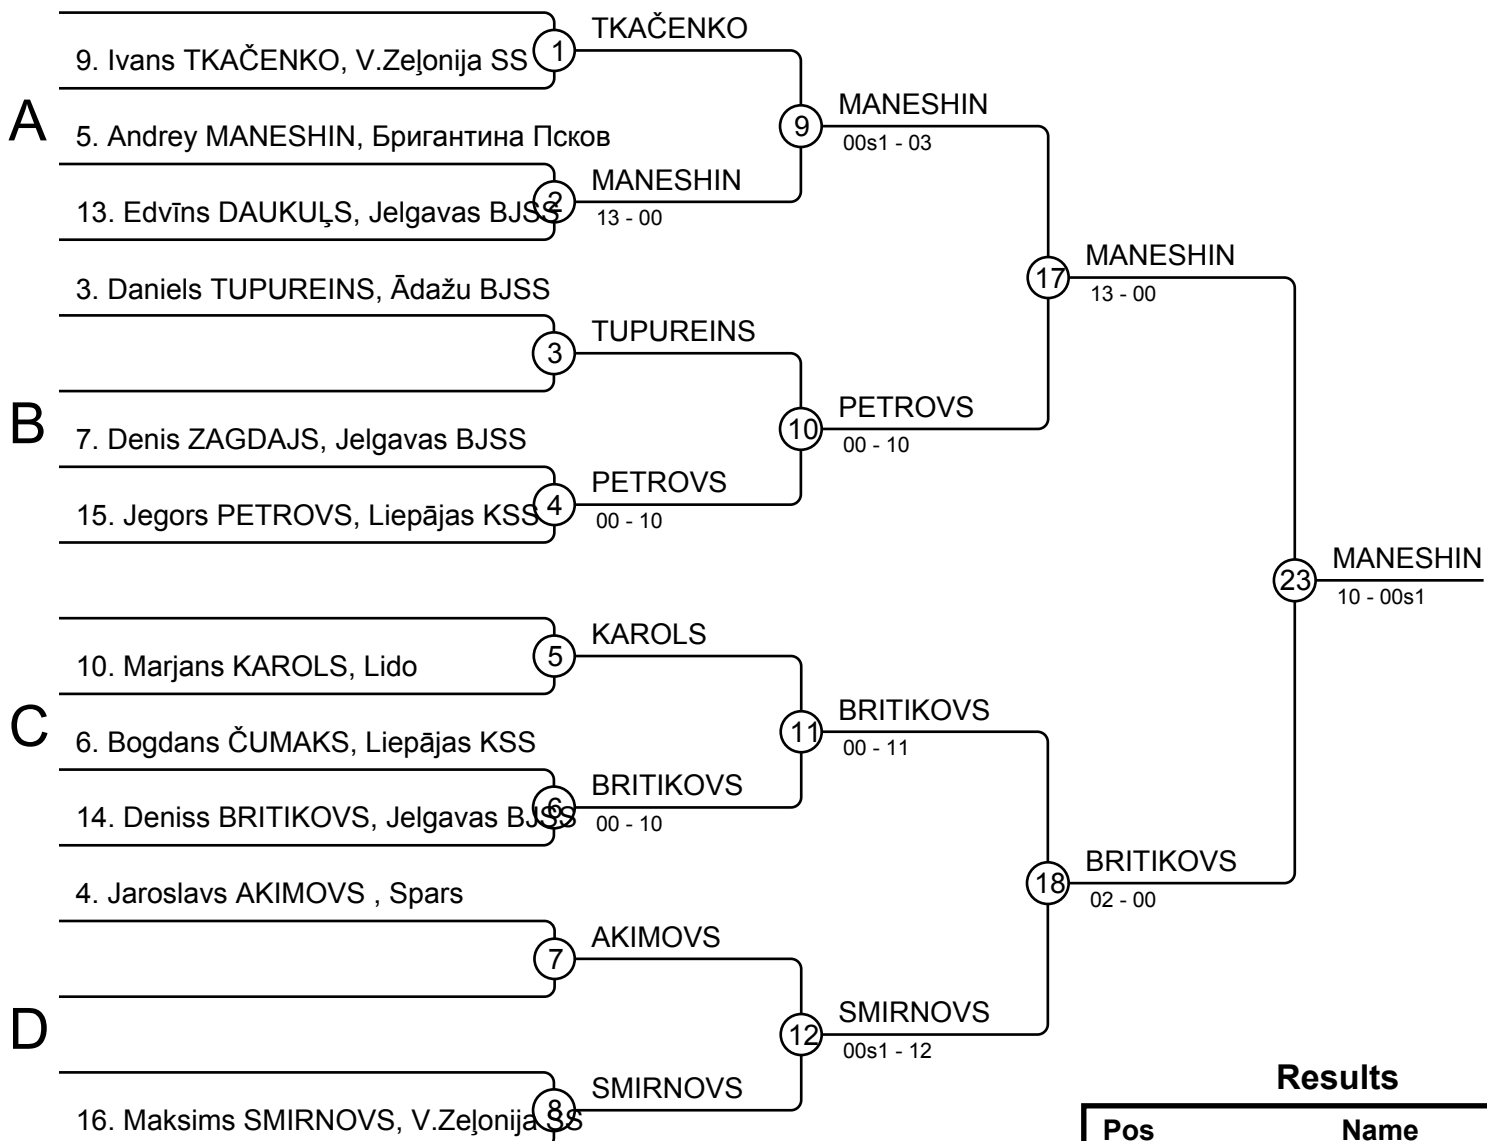 TKAČENKO
9. Ivans TKAČENKO, V.Zeļonija SS
1
MANESHIN
A
9
00s1 - 03
5. Andrey MANESHIN, Бригантина Псков
MANESHIN
13. Edvīns DAUKUĻS, Jelgavas BJSS
2
13 - 00
MANESHIN
3. Daniels TUPUREINS, Ādažu BJSS
17
13 - 00
TUPUREINS
3
PETROVS
B
10
00 - 10
7. Denis ZAGDAJS, Jelgavas BJSS
PETROVS
15. Jegors PETROVS, Liepājas KSS
4
00 - 10
MANESHIN
23
10 - 00s1
KAROLS
10. Marjans KAROLS, Lido
5
BRITIKOVS
C
11
00 - 11
6. Bogdans ČUMAKS, Liepājas KSS
BRITIKOVS
14. Deniss BRITIKOVS, Jelgavas BJSS
6
00 - 10
BRITIKOVS
4. Jaroslavs AKIMOVS , Spars
18
02 - 00
AKIMOVS
7
SMIRNOVS
D
12
00s1 - 12
SMIRNOVS
16. Maksims SMIRNOVS, V.Zeļonija SS
8
Results
Pos Name